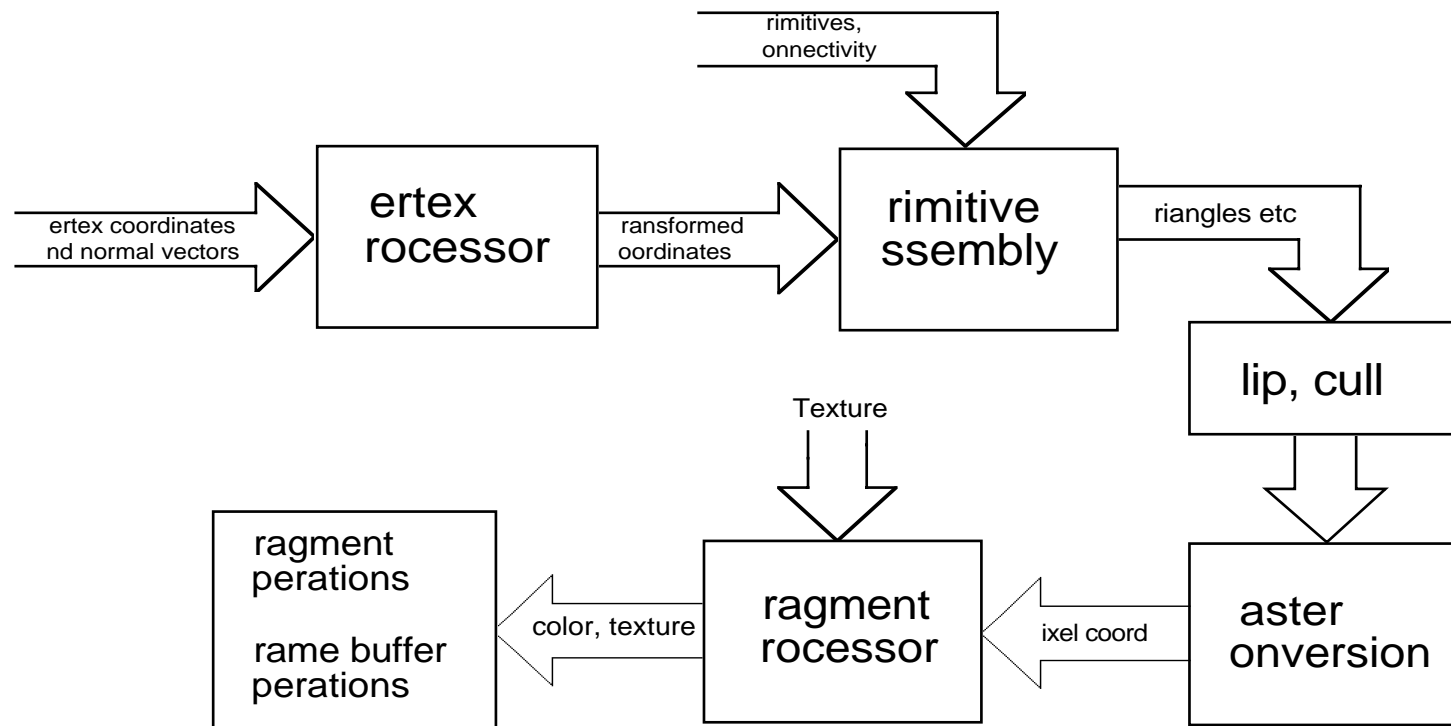 rimitives,
onnectivity
ertex
rocessor
ertex coordinates
nd normal vectors
ransformed
oordinates
rimitive
ssembly
riangles etc
lip, cull
Texture
ragment
perations
rame buffer
perations
color, texture
ragment
rocessor
ixel coord
aster
onversion